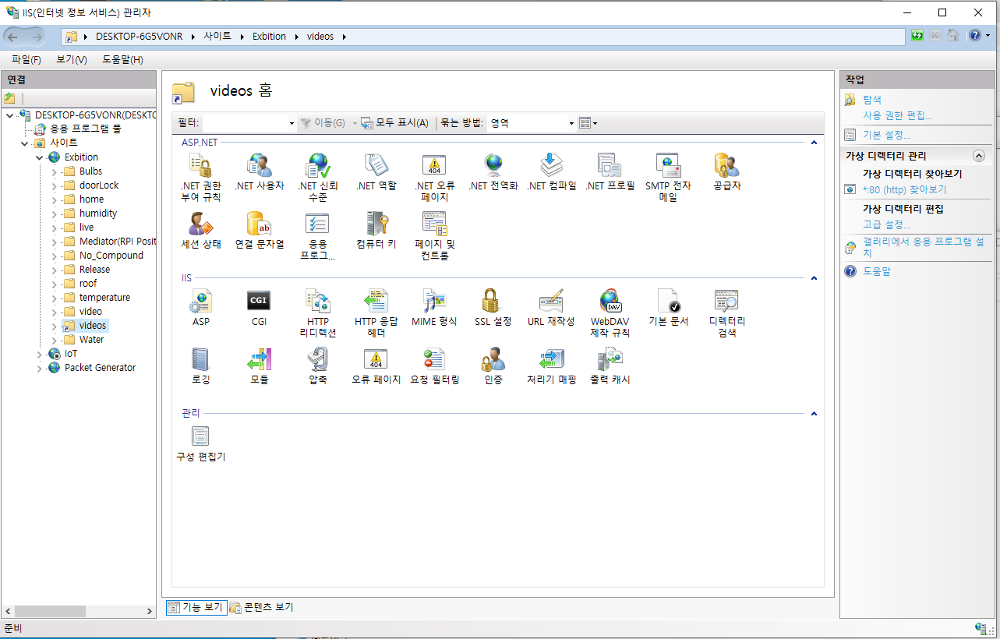 IIS(인터넷 정보 서비스) 관리자
DESKTOP-6G5VONR
사이트
Exbition
videos
파일(F)
보기(V)
도움말(H)
연결
DESKTOP-6G5VONR(DESKTO
응용 프로그램 풀
사이트
Exbition
Bulbs
doorLock
home
humidity
live
Mediator(RPI Posit
No_Compound
Release
roof
temperature
video
videos
Water
IoT
Packet Generator
videos 홈
필터:
이동(G)
모두 표시(A)
묶는 방법:
영역
ASP.NET
.NET 권한
부여 규칙
.NET 사용자
.NET 신뢰
수준
.NET 역할
404
.NET 오류
페이지
.NET 전역화
.NET 컴파일
.NET 프로필
SMTP 전자
메일
공급자
세션 상태
ab
연결 문자열
응용
프로그...
컴퓨터 키
페이지 및
컨트롤
IIS
ASP
CGI
CGI
HTTP
리디렉션
HTTP 응답
헤더
MIME 형식
SSL 설정
URL 재작성
DAV
WebDAV
제작 규칙
기본 문서
디렉터리
검색
로깅
모듈
압축
404
오류 페이지
요청 필터링
인증
처리기 매핑
출력 캐시
관리
구성 편집기
기능 보기
콘텐츠 보기
작업
탐색
사용 권한 편집...
기본 설정...
가상 디렉터리 관리
가상 디렉터리 찾아보기
*:80 (http) 찾아보기
가상 디렉터리 편집
고급 설정...
갤러리에서 응용 프로그램 설
치
도움말
준비